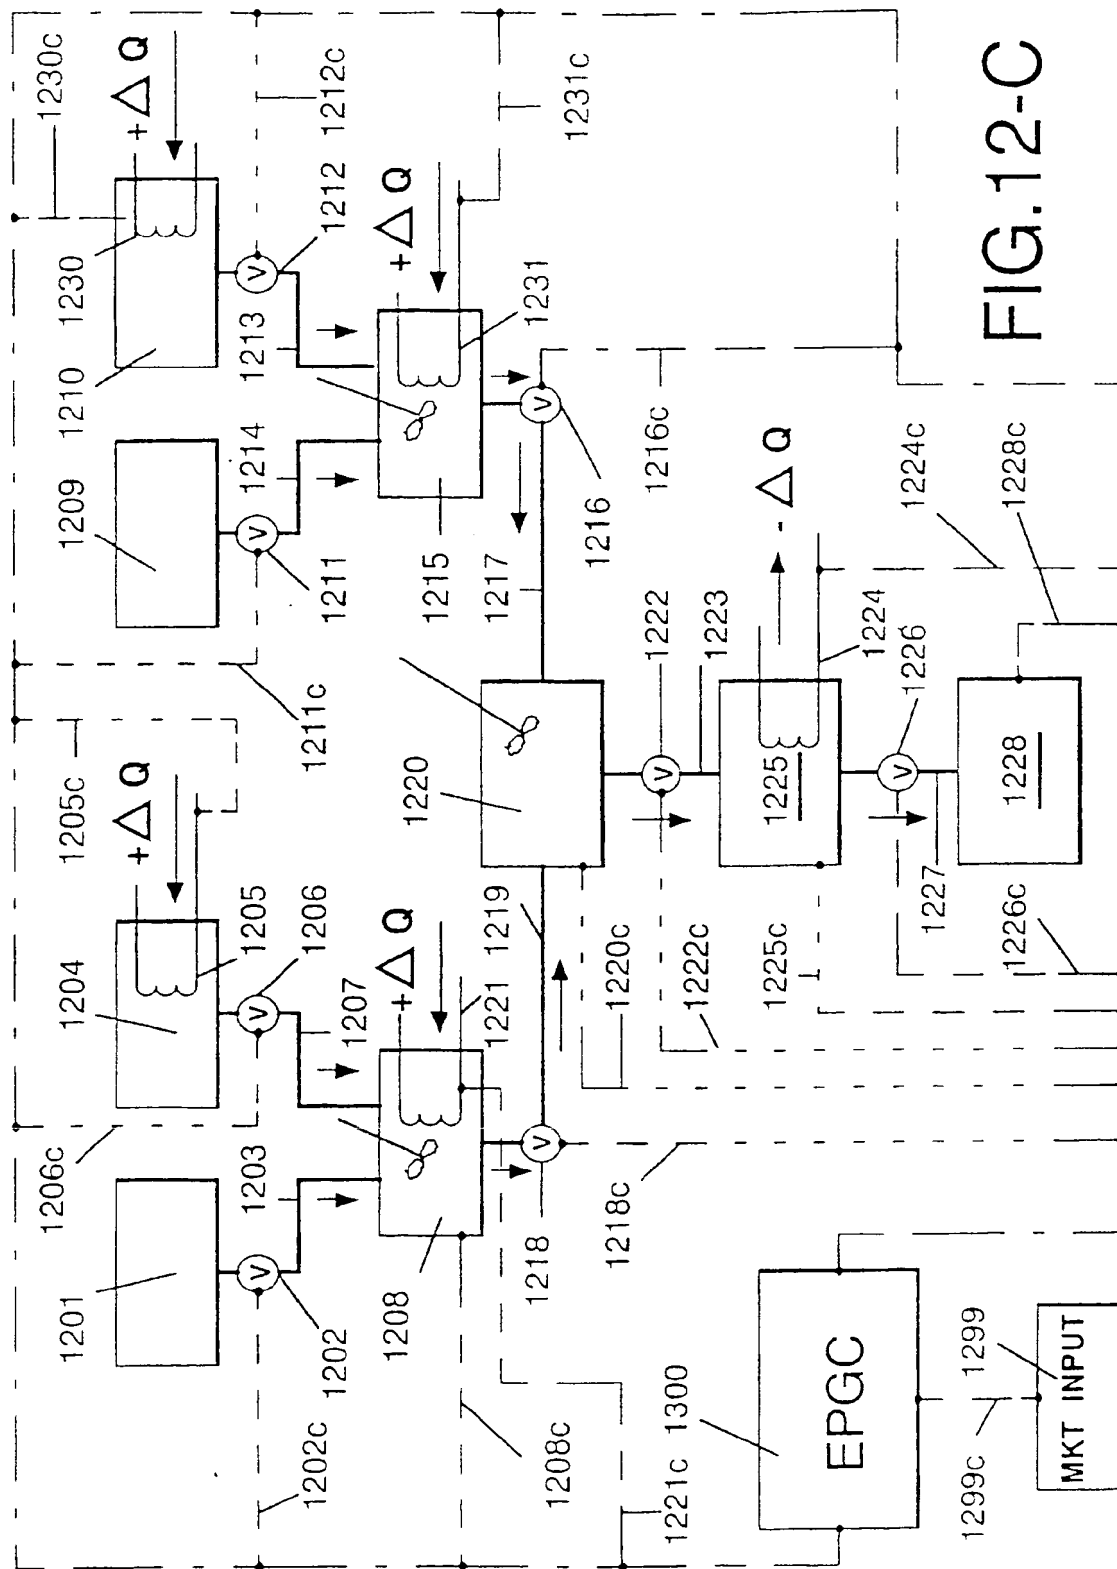 1230c
+ΔQ
1230
1210
1212c
1212
1213
1231c
+ΔQ
1231
1209
1214
1211
1215
1217
1216
1216c
1211c
1205c
+ΔQ
1205
1204
1206
1207
1206c
+ΔQ
1221
1219
1201
1203
1202
1202c
1208
1208c
1218
1218c
1221c
1220
1220c
1222
1222c
1223
-ΔQ
1224
1224c
1225
1225c
1226
1226c
1227
1228
1228c
V
V
V
V
V
V
V
V
1300
EPGC
1299
1299c
MKT INPUT
FIG.12-C